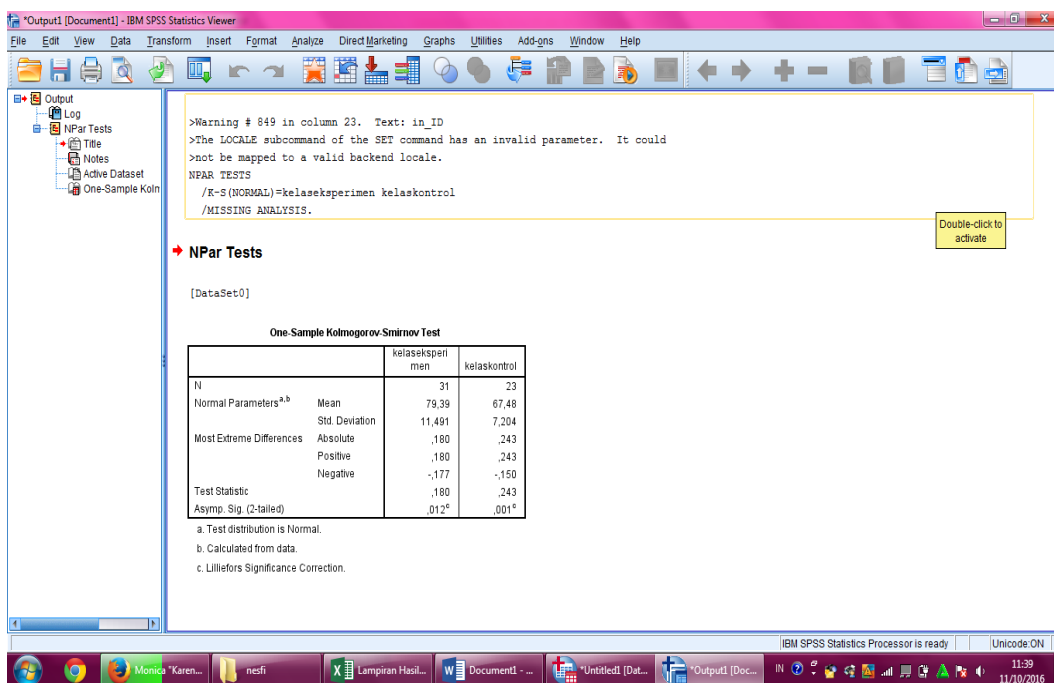 *Output1 [Document1] - IBM SPSS Statistics Viewer
File Edit View Data Transform Insert Format Analyze Direct Marketing Graphs Utilities Add-ons Window Help
Output
Log
NPar Tests
Title
Notes
Active Dataset
One-Sample Kolm
>Warning # 849 in column 23.  Text: in_ID
>The LOCALE subcommand of the SET command has an invalid parameter.  It could
>not be mapped to a valid backend locale.
NPAR TESTS
/K-S(NORMAL)=kelaseksperimen kelaskontrol
/MISSING ANALYSIS.
Double-click to
activate
NPar Tests
[DataSet0]
One-Sample Kolmogorov-Smirnov Test
kelaseksperi
men kelaskontrol
N 31 23
Normal Parameters a,b Mean 79,39 67,48
Std. Deviation 11,491 7,204
Most Extreme Differences Absolute ,180 ,243
Positive ,180 ,243
Negative -,177 -,150
Test Statistic ,180 ,243
Asymp. Sig. (2-tailed) ,012c ,001c
a. Test distribution is Normal.
b. Calculated from data.
c. Lilliefors Significance Correction.
IBM SPSS Statistics Processor is ready Unicode:ON
Monica "Karen... nesfi Lampiran Hasil... Document1 - ... *Untitled1 [Dat... *Output1 [Doc... IN 11:39
11/10/2016